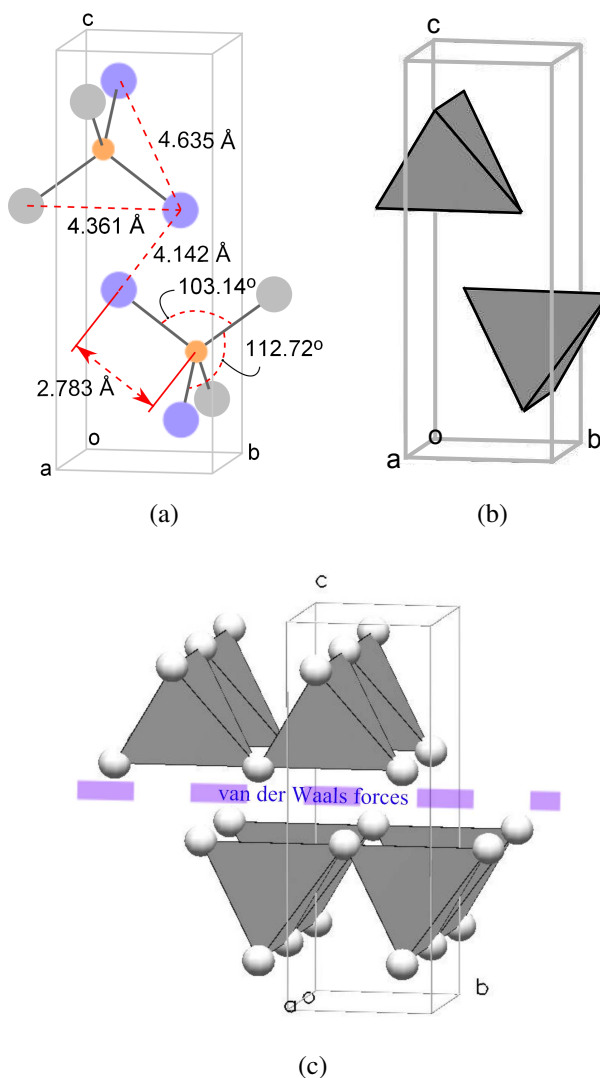 c
4.635 Å
4.361 Å
4.142 Å
103.14º
112.72º
2.783 Å
o
b
a
(a)
c
o
b
a
(b)
c
van der Waals forces
b
a o
(c)